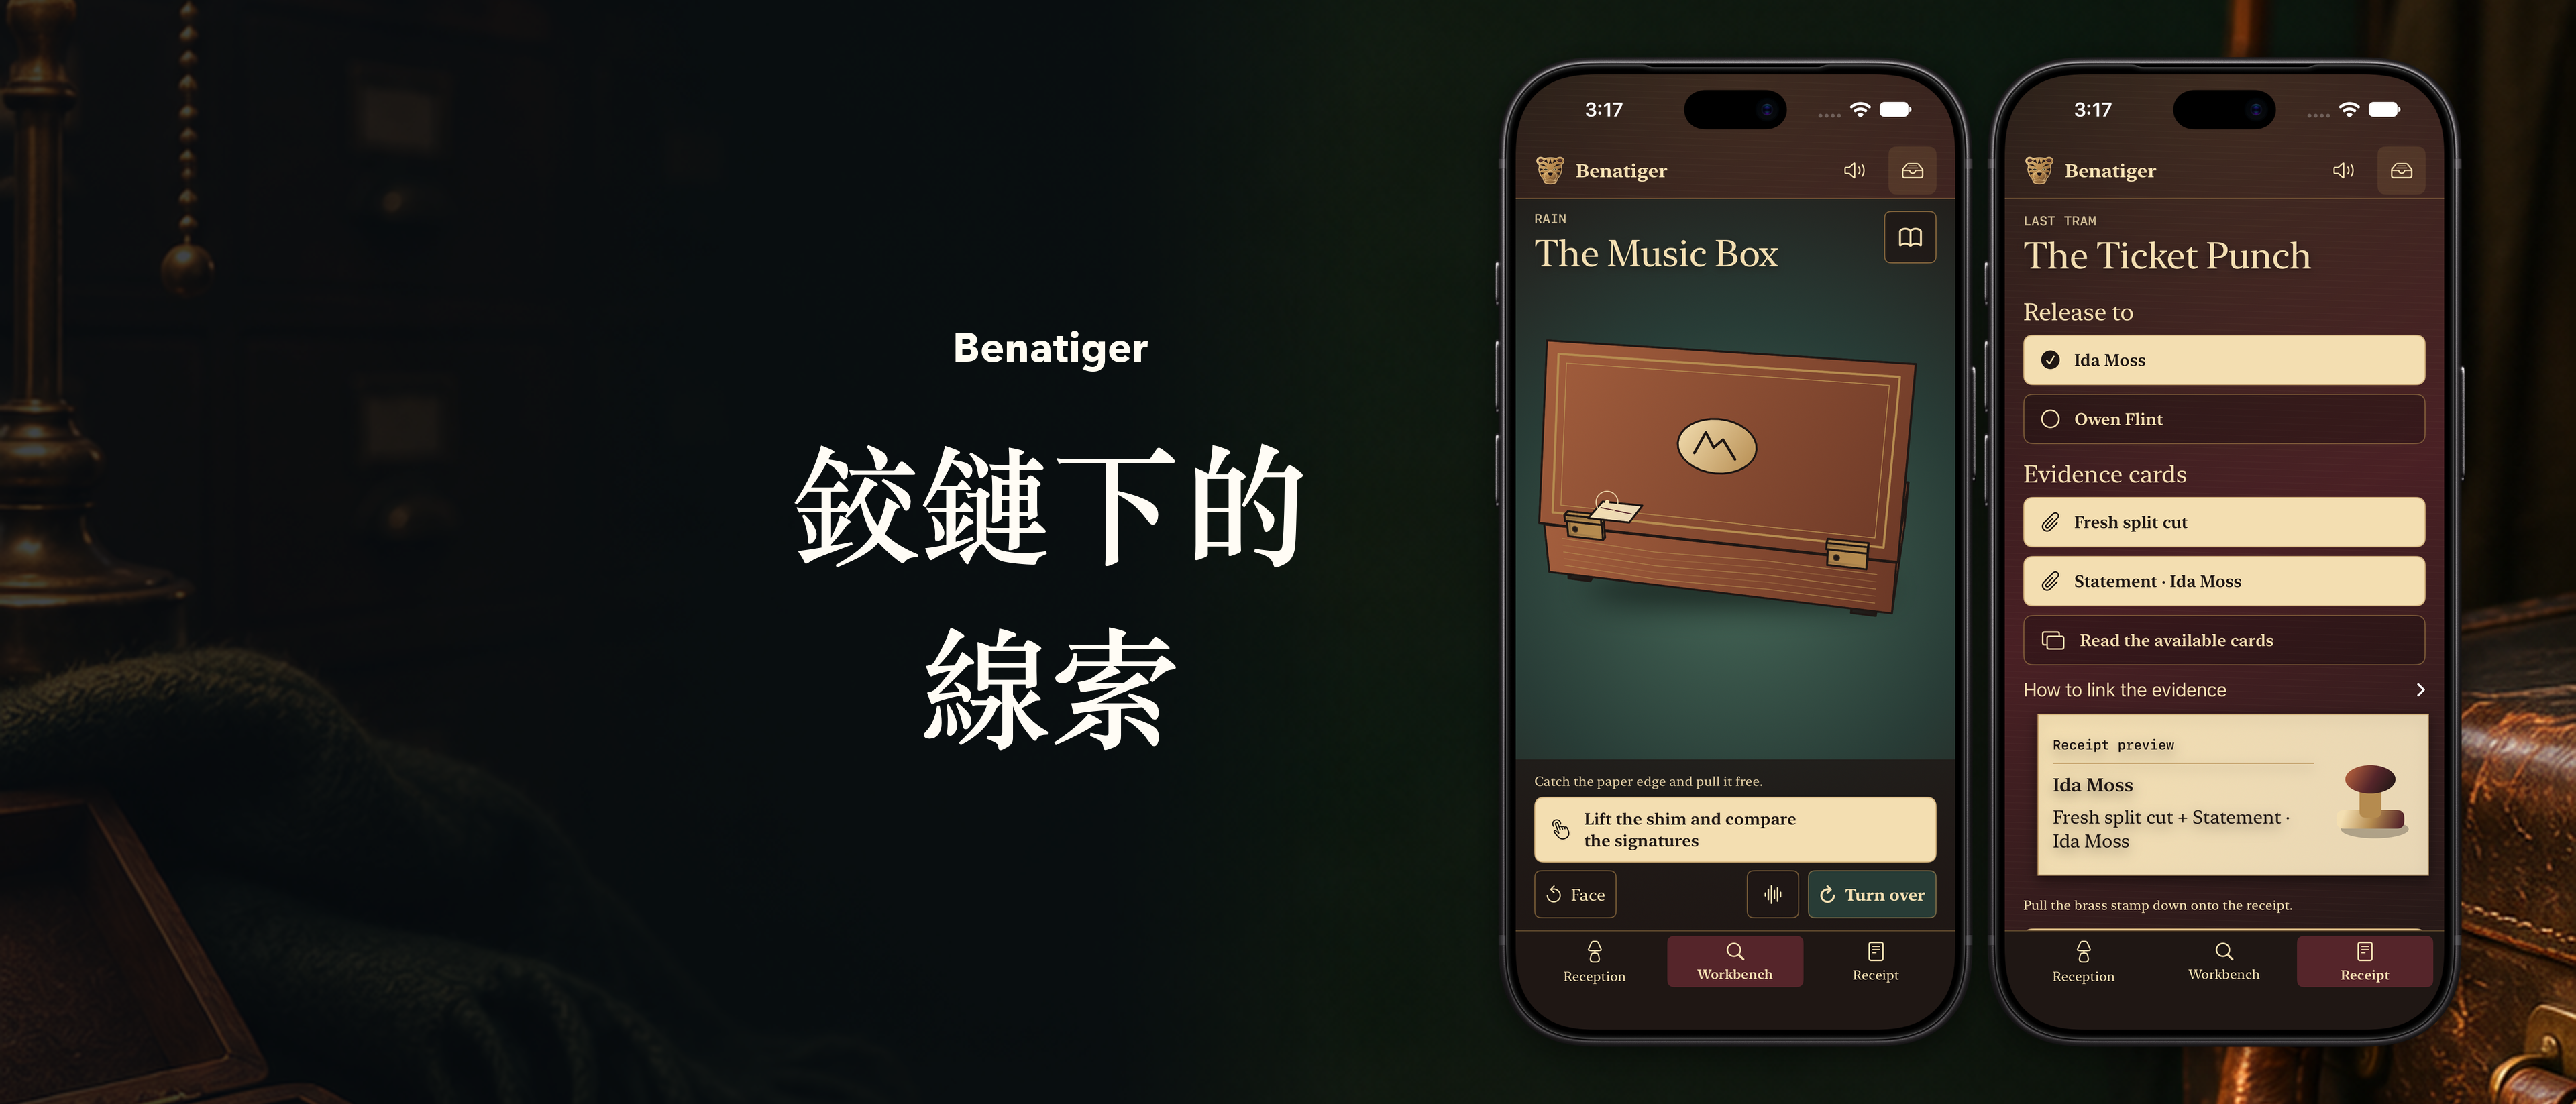 Benatiger
鉸鏈下的
線索
3:17
Benatiger
RAIN
The Music Box
Catch the paper edge and pull it free.
Lift the shim and compare
the signatures
Face
Turn over
Reception
Workbench
Receipt
3:17
Benatiger
LAST TRAM
The Ticket Punch
Release to
Ida Moss
Owen Flint
Evidence cards
Fresh split cut
Statement · Ida Moss
Read the available cards
How to link the evidence
Receipt preview
Ida Moss
Fresh split cut + Statement ·
Ida Moss
Pull the brass stamp down onto the receipt.
Reception
Workbench
Receipt